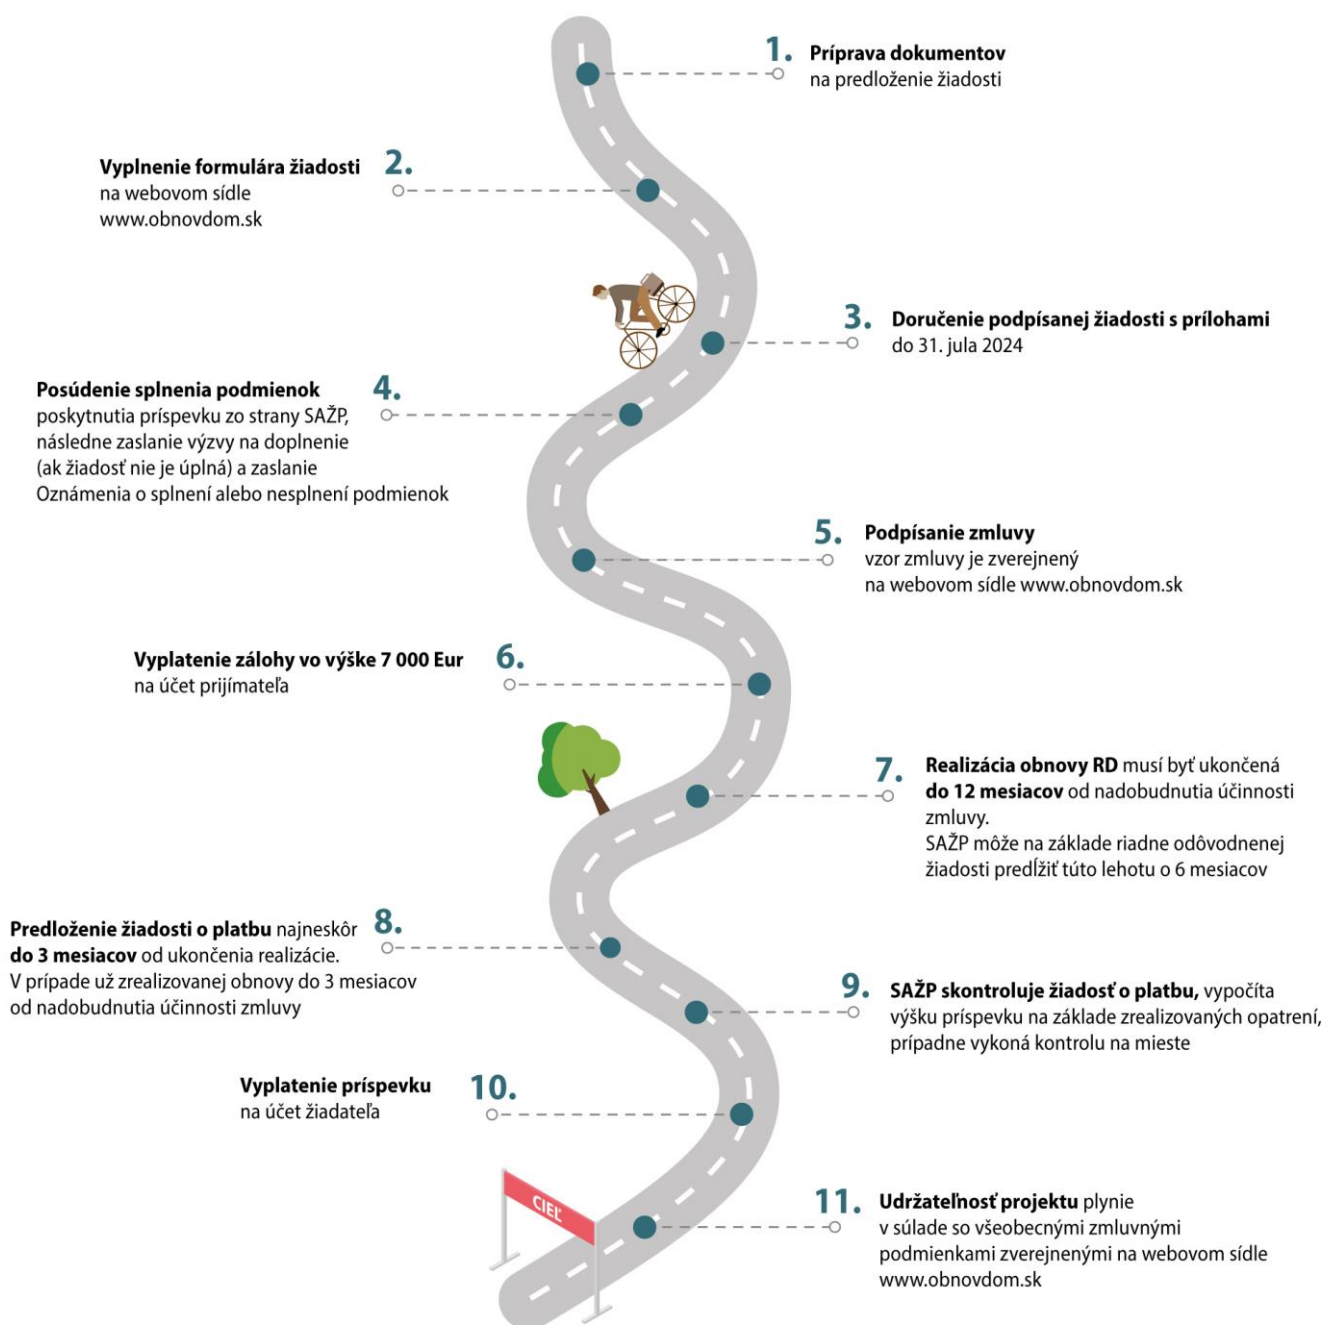 1. Príprava dokumentov
na predloženie žiadosti
2. Vyplnenie formulára žiadosti
na webovom sídle
www.obnovdom.sk
3. Doručenie podpísanej žiadosti s prílohami
do 31. jula 2024
4. Posúdenie splnenia podmienok
poskytnutia príspevku zo strany SAŽP,
následne zaslanie výzvy na doplnenie
(ak žiadosť nie je úplná) a zaslanie
Oznámenia o splnení alebo nesplnení podmienok
5. Podpísanie zmluvy
vzor zmluvy je zverejnený
na webovom sídle www.obnovdom.sk
6. Vyplatenie zálohy vo výške 7 000 Eur
na účet prijímateľa
7. Realizácia obnovy RD musí byť ukončená
do 12 mesiacov od nadobudnutia účinnosti
zmluvy.
SAŽP môže na základe riadne odôvodnenej
žiadosti predĺžiť túto lehotu o 6 mesiacov
8. Predloženie žiadosti o platbu najneskôr
do 3 mesiacov od ukončenia realizácie.
V prípade už zrealizovanej obnovy do 3 mesiacov
od nadobudnutia účinnosti zmluvy
9. SAŽP skontroluje žiadosť o platbu, vypočíta
výšku príspevku na základe zrealizovaných opatrení,
prípadne vykoná kontrolu na mieste
10. Vyplatenie príspevku
na účet žiadateľa
11. Udržateľnosť projektu plynie
v súlade so všeobecnými zmluvnými
podmienkami zverejnenými na webovom sídle
www.obnovdom.sk
CIEĽ